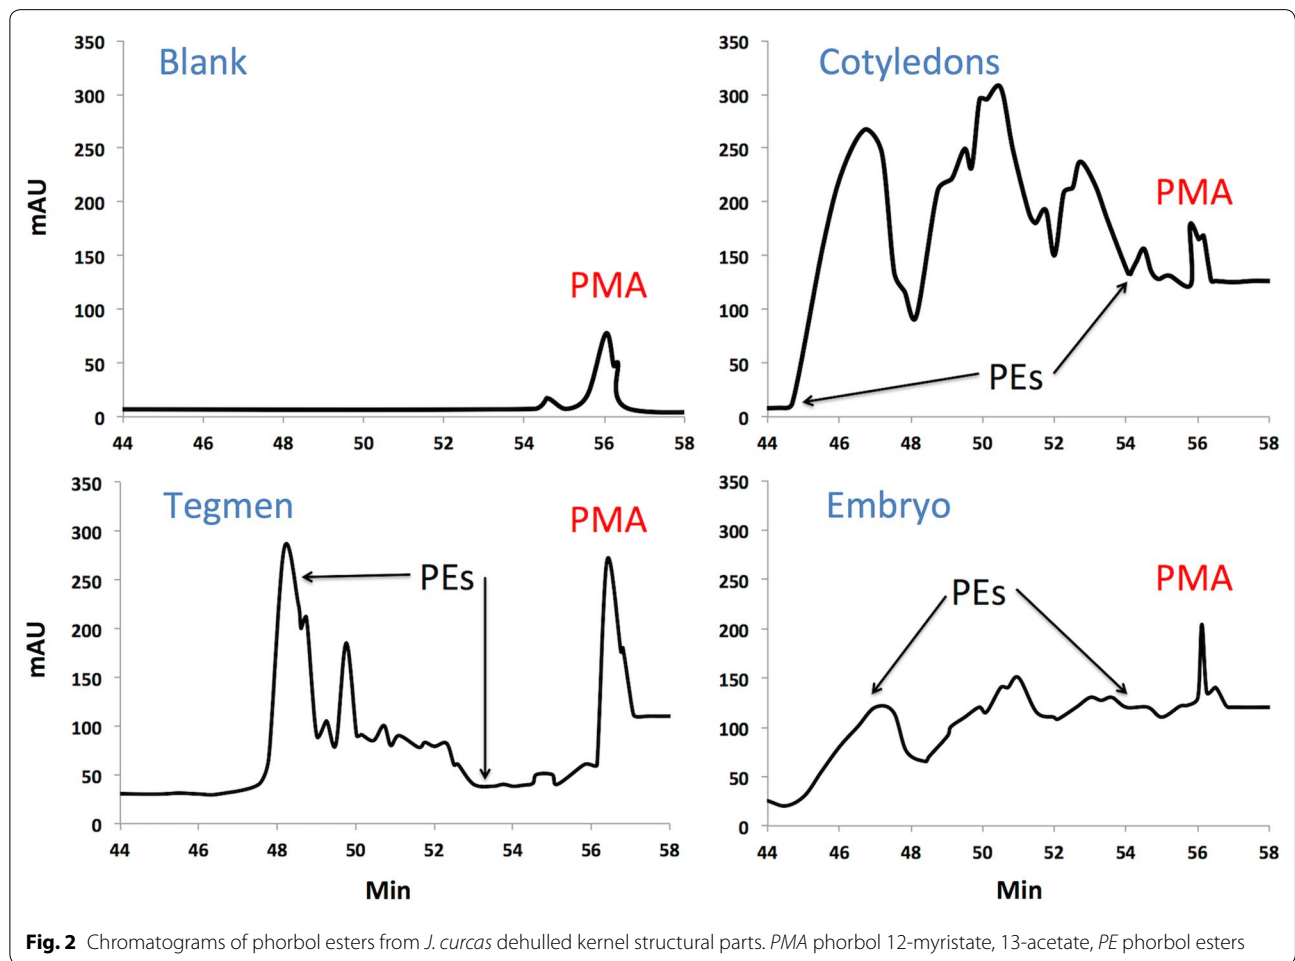 350
300
250
200
150
100
50
0
mAU
Blank
PMA
44 46 48 50 52 54 56 58
350
300
250
200
150
100
50
0
Cotyledons
PMA
PEs
44 46 48 50 52 54 56 58
350
300
250
200
150
100
50
0
mAU
Tegmen
PMA
PEs
44 46 48 50 52 54 56 58
Min
350
300
250
200
150
100
50
0
Embryo
PMA
PEs
44 46 48 50 52 54 56 58
Min
Fig. 2 Chromatograms of phorbol esters from J. curcas dehulled kernel structural parts. PMA phorbol 12-myristate, 13-acetate, PE phorbol esters